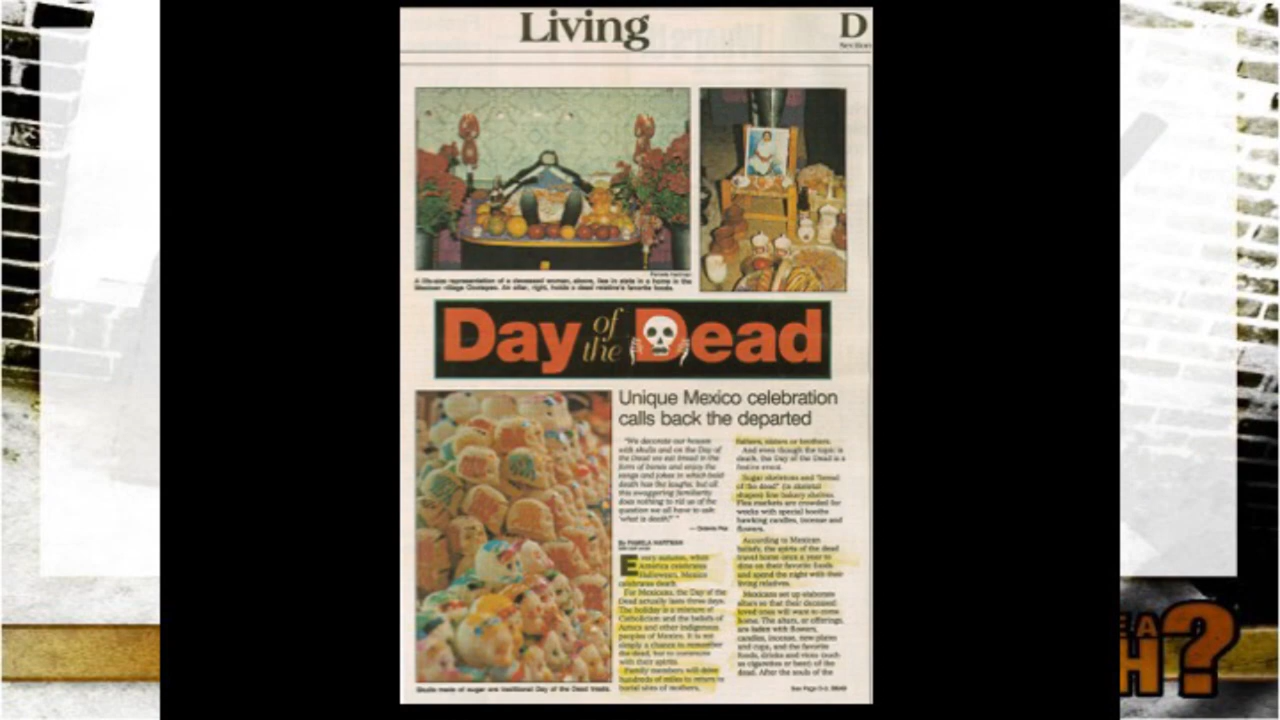 Living
D
Section
Pamela Hartman
A life-size representation of a deceased woman, above, lies in state in a home in the
Mexican village Ocotepec. An altar, right, holds a dead relative's favorite foods.
Day of the Dead
Unique Mexico celebration
calls back the departed
"We decorate our houses
with skulls and on the Day of
the Dead we eat bread in the
form of bones and enjoy the
songs and jokes in which bald
death has the laughs, but all
this swaggering familiarity
does nothing to rid us of the
question we all have to ask:
'what is death?'"
— Octavio Paz
By PAMELA HARTMAN
Every autumn, when
America celebrates
Halloween, Mexico
celebrates death.
For Mexicans, the Day of the
Dead actually lasts three days.
The holiday is a mixture of
Catholicism and the beliefs of
Aztecs and other indigenous
peoples of Mexico. It is not
simply a chance to remember
the dead, but to commune
with their spirits.
Family members will drive
hundreds of miles to return to
burial sites of mothers,
fathers, sisters or brothers.
And even though the topic is
death, the Day of the Dead is a
festive event.
Sugar skeletons and "bread
of the dead" (in skeletal
shapes) line bakery shelves.
Flea markets are crowded for
weeks with special booths
hawking candles, incense and
flowers.
According to Mexican
beliefs, the spirits of the dead
travel home once a year to
dine on their favorite foods
and spend the night with their
living relatives.
Mexicans set up elaborate
altars so that their deceased
loved ones will want to come
home. The altars, or offerings,
are laden with flowers,
candles, incense, new plates
and cups, and the favorite
foods, drinks and vices (such
as cigarettes or beer) of the
dead. After the souls of the
See Page D-2,
Skulls made of sugar are traditional Day of the Dead treats.
EA
H?